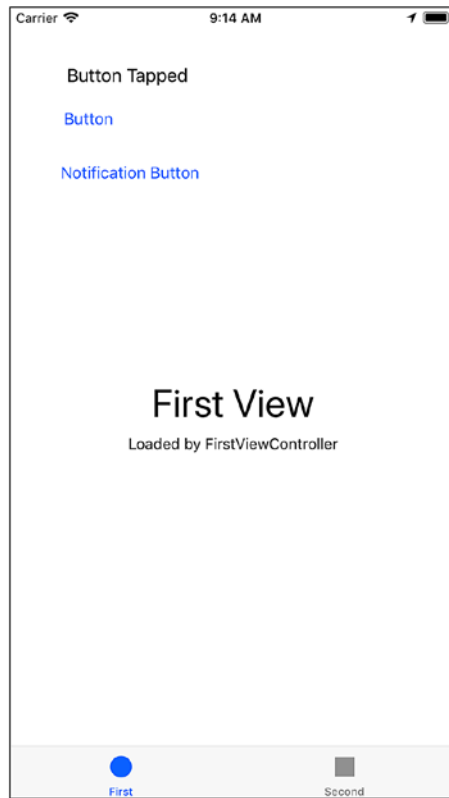 Carrier 9:14 AM
Button Tapped
Button
Notification Button
First View
Loaded by FirstViewController
First Second